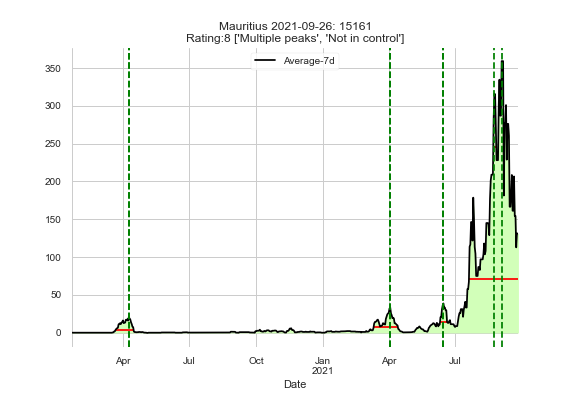 Mauritius 2021-09-26: 15161
Rating:8 ['Multiple peaks', 'Not in control']
Average-7d
350
300
250
200
150
100
50
0
Apr
Jul
Oct
Jan
2021
Apr
Jul
Date